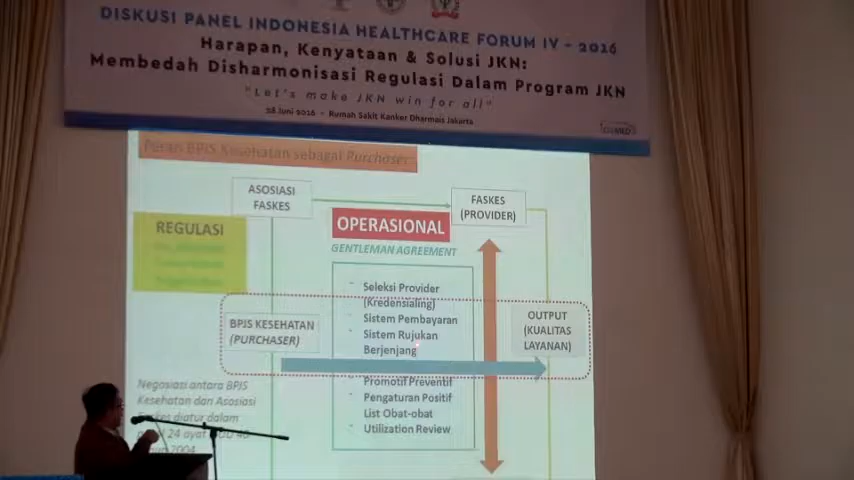 DISKUSI PANEL INDONESIA HEALTHCARE FORUM IV - 2016
Harapan, Kenyataan & Solusi JKN:
Membedah Disharmonisasi Regulasi Dalam Program JKN
"Let's make JKN win for all"
28 Juni 2016 - Rumah Sakit Kanker Dharmais Jakarta
Peran BPJS Kesehatan sebagai Purchaser
ASOSIASI
FASKES
FASKES
(PROVIDER)
REGULASI
OPERASIONAL
GENTLEMAN AGREEMENT
- Seleksi Provider
(Kredensialing)
- Sistem Pembayaran
- Sistem Rujukan
Berjenjang
- Promotif Preventif
- Pengaturan Positif
List Obat-obat
- Utilization Review
BPJS KESEHATAN
(PURCHASER)
OUTPUT
(KUALITAS
LAYANAN)
Negosiasi antara BPJS
Kesehatan dan Asosiasi
Faskes diatur dalam
24 ayat
2004